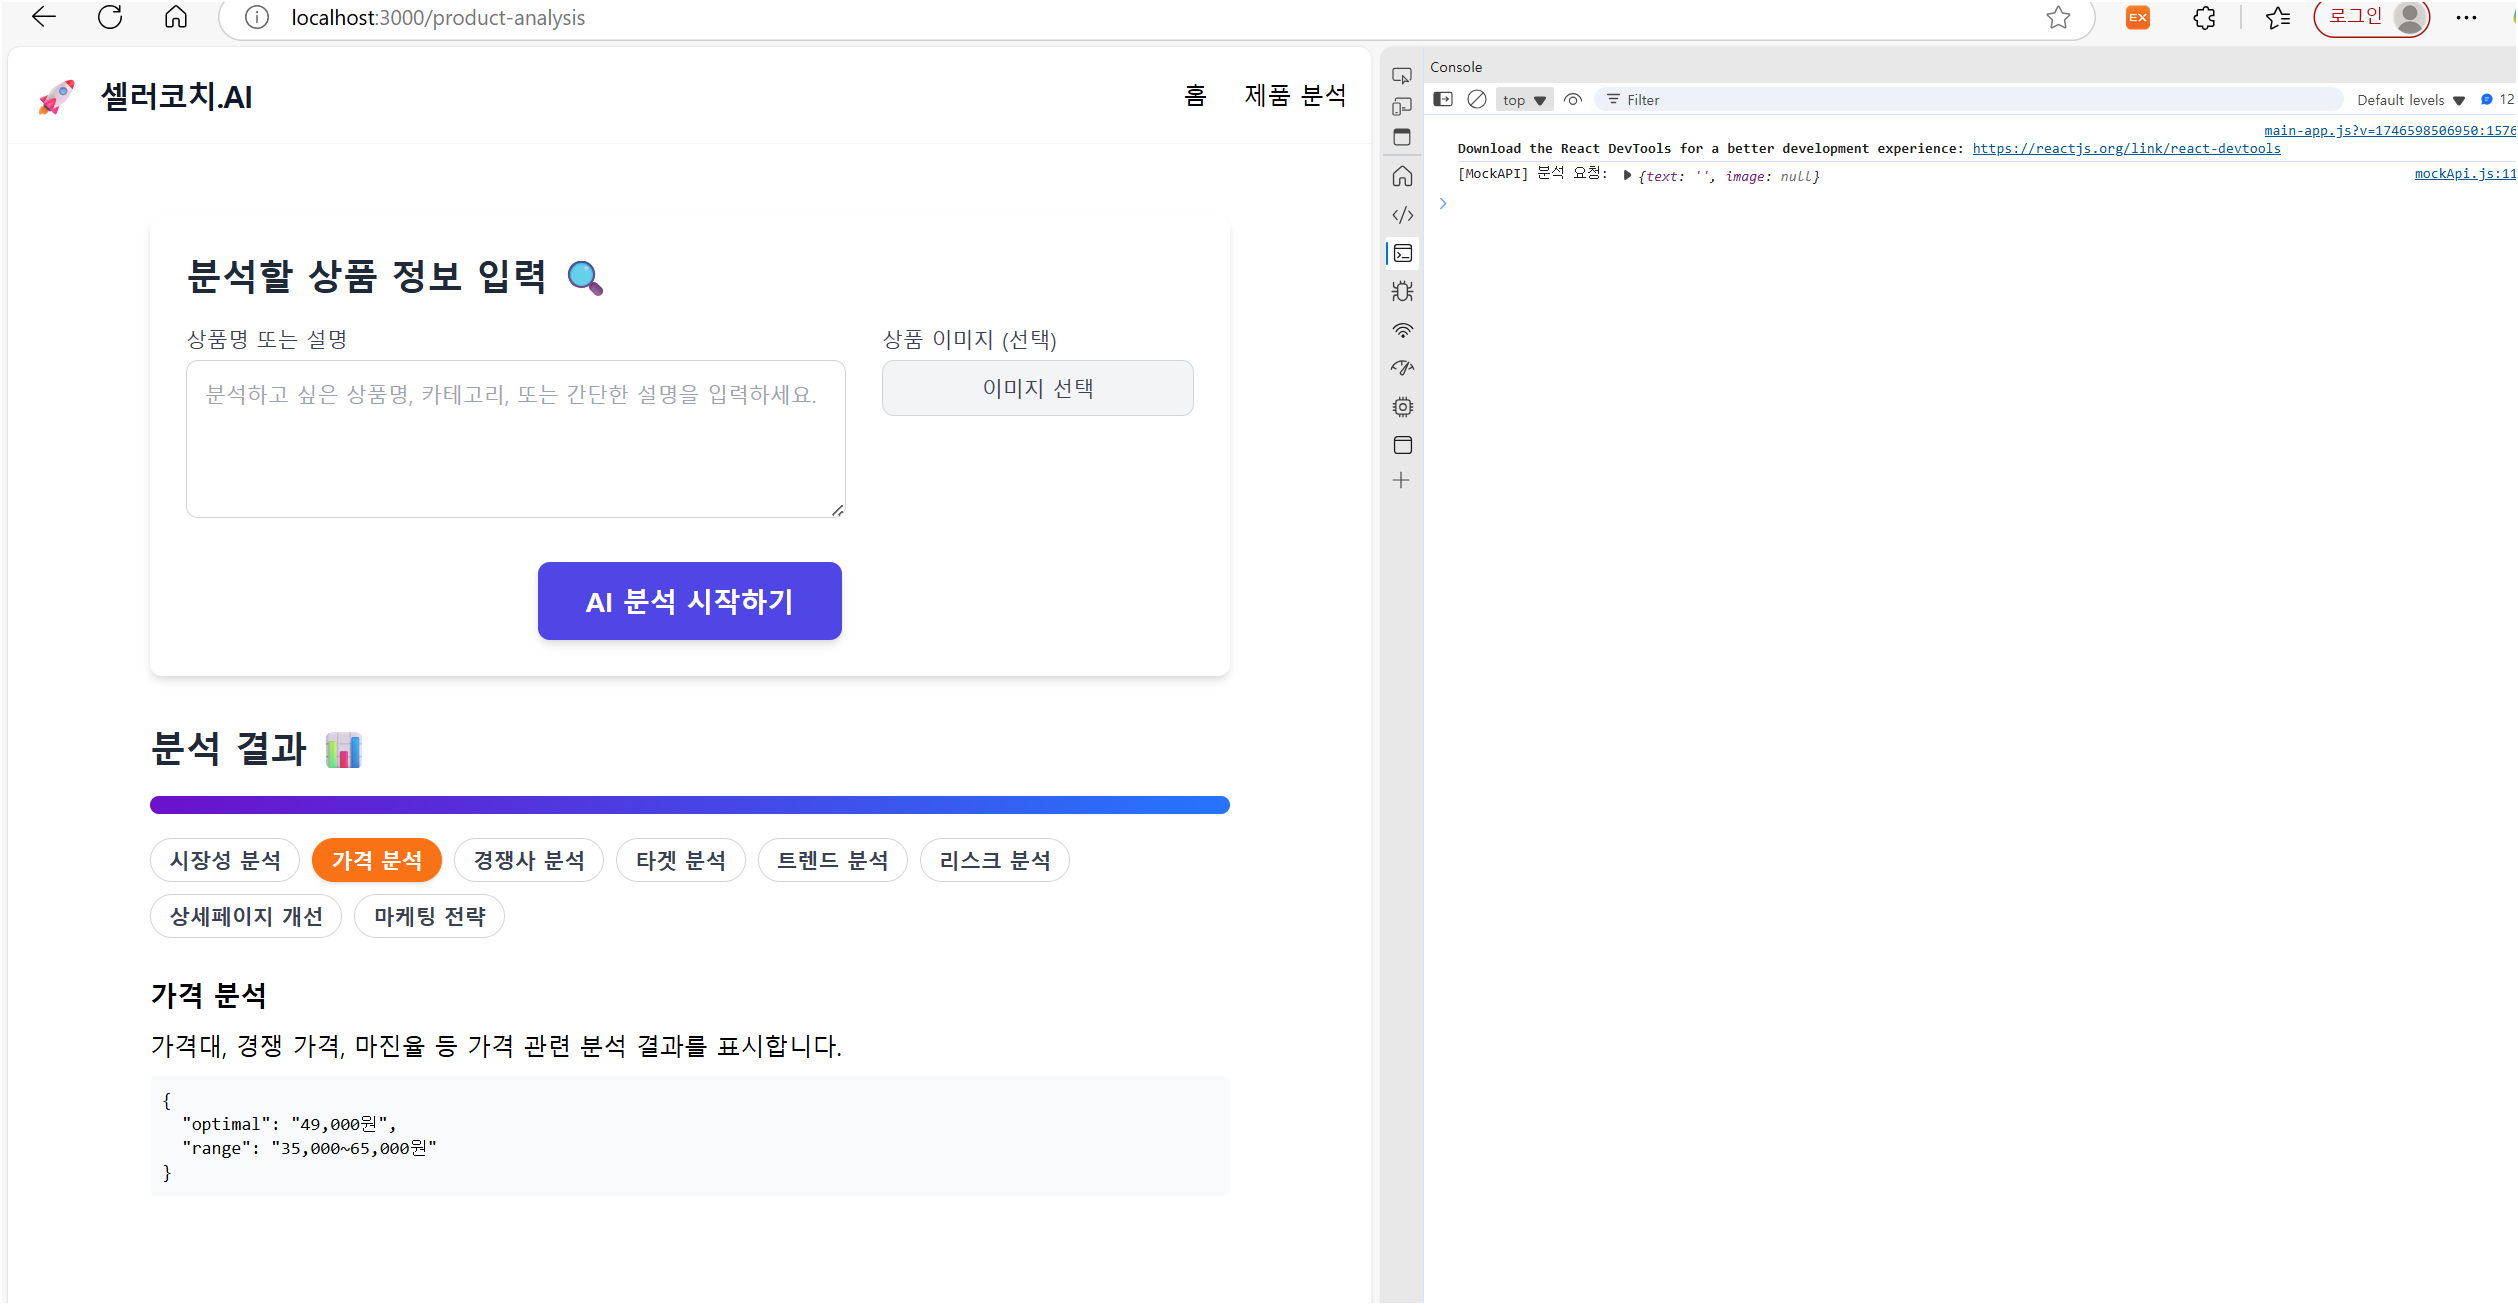 localhost:3000/product-analysis
EX
로그인
셀러코치.AI
홈
제품 분석
분석할 상품 정보 입력
상품명 또는 설명
분석하고 싶은 상품명, 카테고리, 또는 간단한 설명을 입력하세요.
상품 이미지 (선택)
이미지 선택
AI 분석 시작하기
분석 결과
시장성 분석
가격 분석
경쟁사 분석
타겟 분석
트렌드 분석
리스크 분석
상세페이지 개선
마케팅 전략
가격 분석
가격대, 경쟁 가격, 마진율 등 가격 관련 분석 결과를 표시합니다.
{
"optimal": "49,000원",
"range": "35,000~65,000원"
}
Console
top
Filter
Default levels
12
main-app.js?v=1746598506950:1576
Download the React DevTools for a better development experience: https://reactjs.org/link/react-devtools
[MockAPI] 분석 요청: {text: '', image: null}
mockApi.js:11